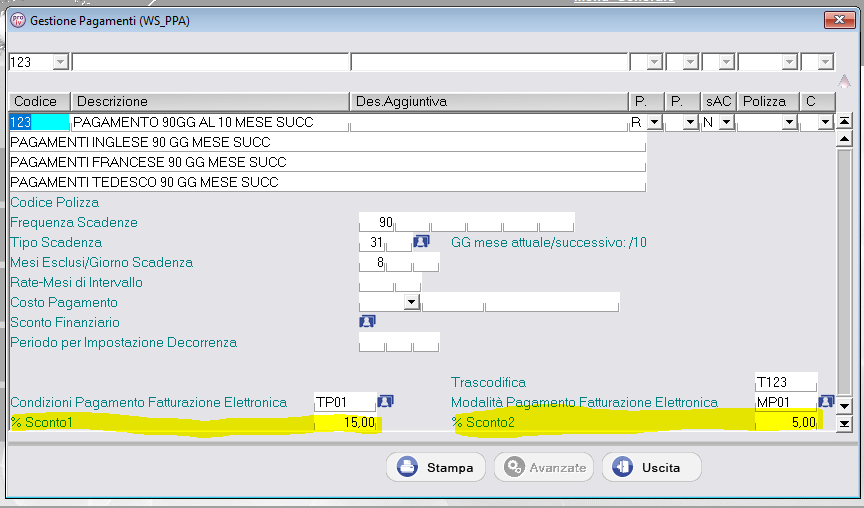 Gestione Pagamenti (WS_PPA)
123
Codice Descrizione Des.Aggiuntiva P. P. sAC Polizza C
123 PAGAMENTO 90GG AL 10 MESE SUCC R N
PAGAMENTI INGLESE 90 GG MESE SUCC
PAGAMENTI FRANCESE 90 GG MESE SUCC
PAGAMENTI TEDESCO 90 GG MESE SUCC
Codice Polizza
Frequenza Scadenze 90
Tipo Scadenza 31 GG mese attuale/successivo: /10
Mesi Esclusi/Giorno Scadenza 8
Rate-Mesi di Intervallo
Costo Pagamento
Sconto Finanziario
Periodo per Impostazione Decorrenza
Trascodifica T123
Condizioni Pagamento Fatturazione Elettronica TP01 Modalità Pagamento Fatturazione Elettronica MP01
% Sconto1 15,00 % Sconto2 5,00
Stampa Avanzate Uscita